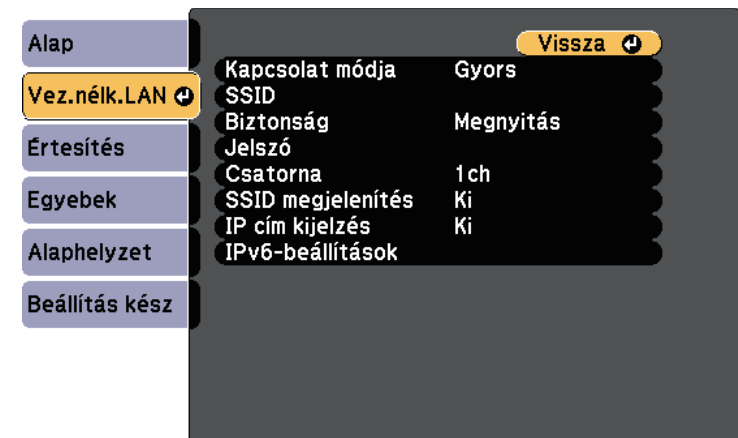 Alap
Vez.nélk.LAN
Értesítés
Egyebek
Alaphelyzet
Beállítás kész
Vissza
Kapcsolat módja Gyors
SSID
Biztonság Megnyitás
Jelszó
Csatorna 1ch
SSID megjelenítés Ki
IP cím kijelzés Ki
IPv6-beállítások